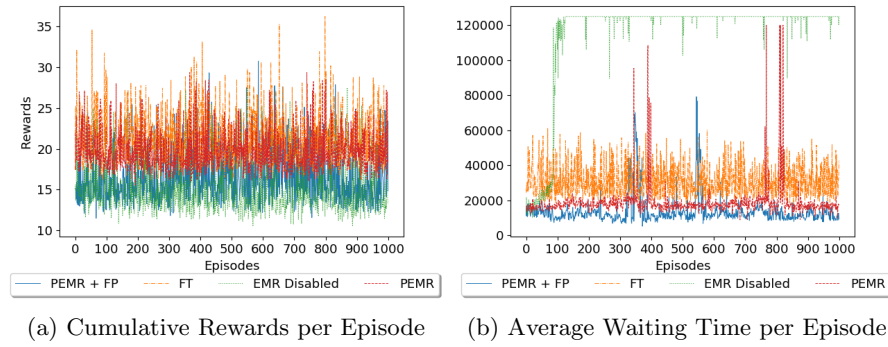 35
30
25
20
15
10
Rewards
0 100 200 300 400 500 600 700 800 900 1000
Episodes
PEMR + FP FT EMR Disabled PEMR
(a) Cumulative Rewards per Episode
120000
100000
80000
60000
40000
20000
0
0 100 200 300 400 500 600 700 800 900 1000
Episodes
PEMR + FP FT EMR Disabled PEMR
(b) Average Waiting Time per Episode